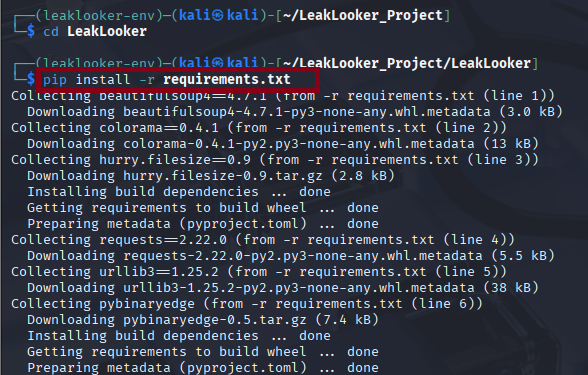 ┌──(leaklooker-env)─(kali㉿kali)-[~/LeakLooker_Project]
└─$ cd LeakLooker
┌──(leaklooker-env)─(kali㉿kali)-[~/LeakLooker_Project/LeakLooker]
└─$ pip install -r requirements.txt
Collecting beautifulsoup4==4.7.1 (from -r requirements.txt (line 1))
  Downloading beautifulsoup4-4.7.1-py3-none-any.whl.metadata (3.0 kB)
Collecting colorama==0.4.1 (from -r requirements.txt (line 2))
  Downloading colorama-0.4.1-py2.py3-none-any.whl.metadata (13 kB)
Collecting hurry.filesize==0.9 (from -r requirements.txt (line 3))
  Downloading hurry.filesize-0.9.tar.gz (2.8 kB)
  Installing build dependencies ... done
  Getting requirements to build wheel ... done
  Preparing metadata (pyproject.toml) ... done
Collecting requests==2.22.0 (from -r requirements.txt (line 4))
  Downloading requests-2.22.0-py2.py3-none-any.whl.metadata (5.5 kB)
Collecting urllib3==1.25.2 (from -r requirements.txt (line 5))
  Downloading urllib3-1.25.2-py2.py3-none-any.whl.metadata (38 kB)
Collecting pybinaryedge (from -r requirements.txt (line 6))
  Downloading pybinaryedge-0.5.tar.gz (7.4 kB)
  Installing build dependencies ... done
  Getting requirements to build wheel ... done
  Preparing metadata (pyproject.toml) ... done